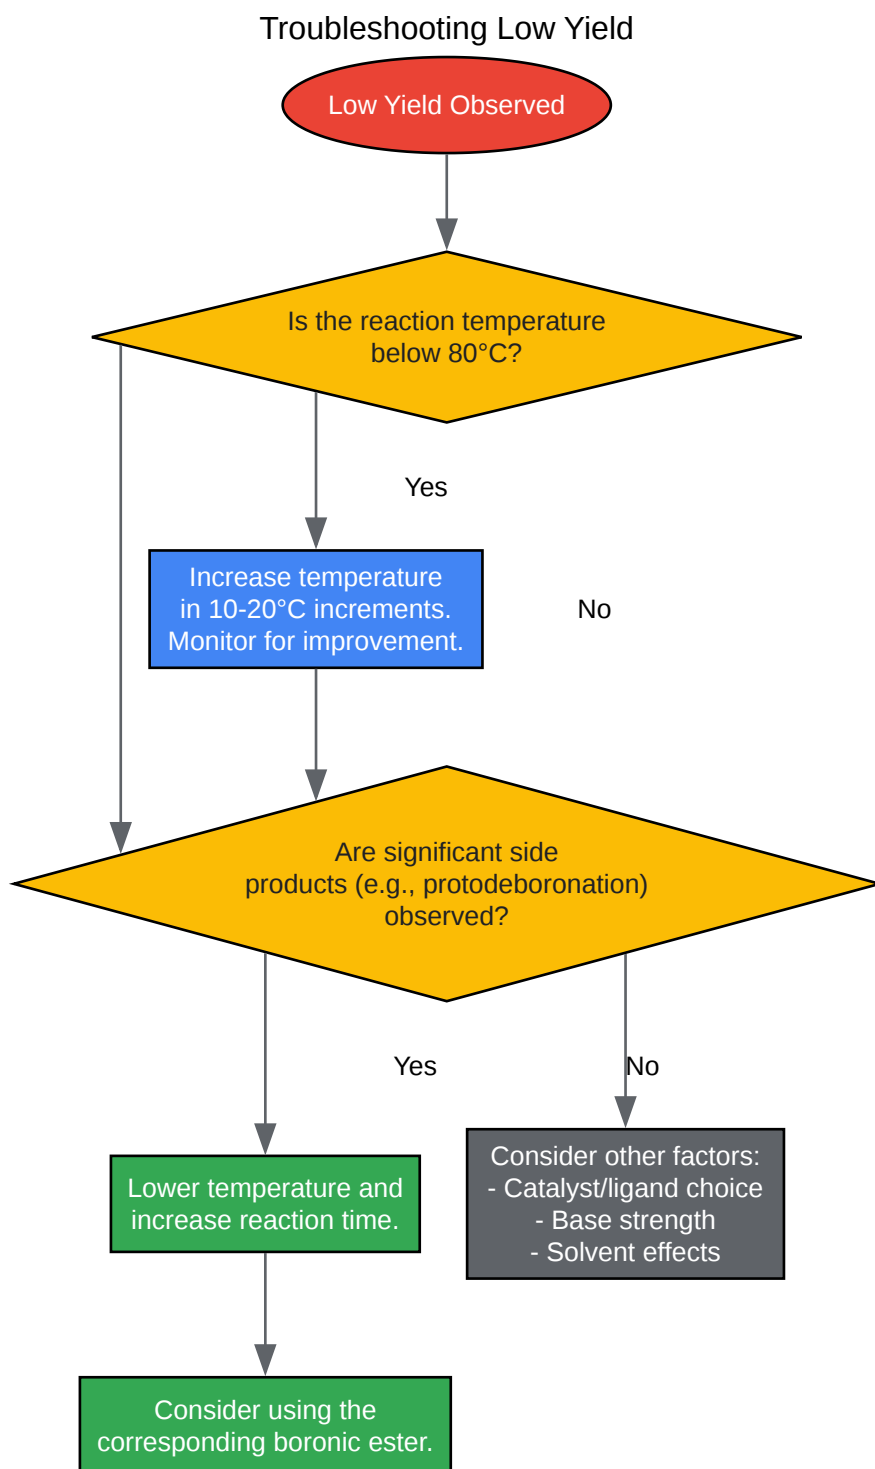 Troubleshooting Low Yield
Low Yield Observed
Is the reaction temperature
below 80°C?
Yes
Increase temperature
in 10-20°C increments.
Monitor for improvement.
No
Are significant side
products (e.g., protodeboronation)
observed?
Yes
No
Lower temperature and
increase reaction time.
Consider other factors:
- Catalyst/ligand choice
- Base strength
- Solvent effects
Consider using the
corresponding boronic ester.